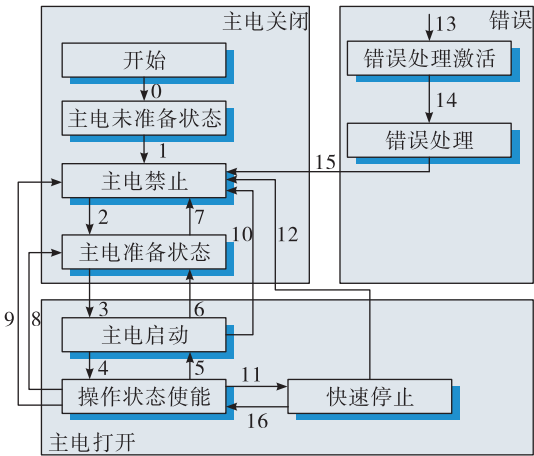 主电关闭
错误
13
开始
错误处理激活
0
14
主电未准备状态
1
错误处理
15
主电禁止
2
7
10
12
主电准备状态
9
8
3
6
主电启动
4
5
11
操作状态使能
快速停止
16
主电打开